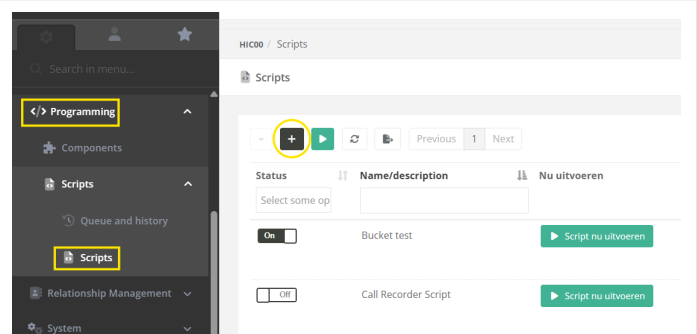 HIC00 / Scripts
Search in menu...
Scripts
</> Programming
Components
Previous 1 Next
Scripts
Status Name/description Nu uitvoeren
Select some op
Queue and history
On Bucket test Script nu uitvoeren
Scripts
Relationship Management
Off Call Recorder Script Script nu uitvoeren
System